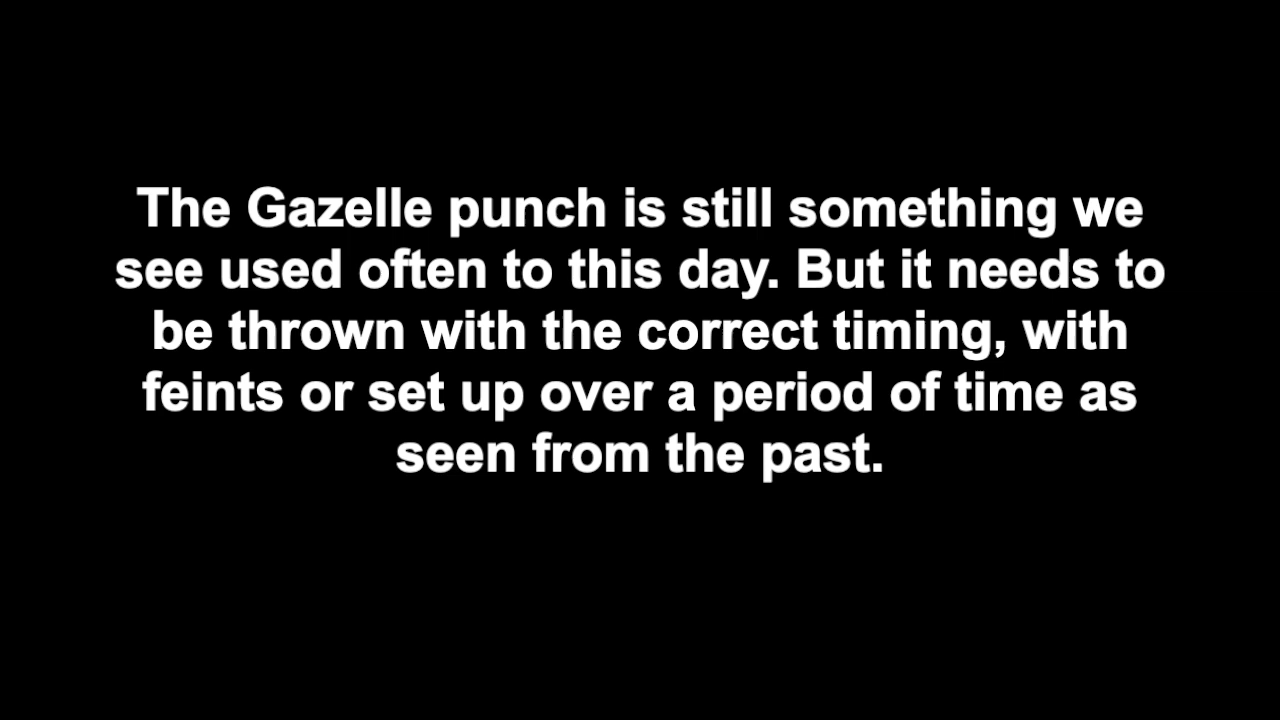 The Gazelle punch is still something we
see used often to this day. But it needs to
be thrown with the correct timing, with
feints or set up over a period of time as
seen from the past.